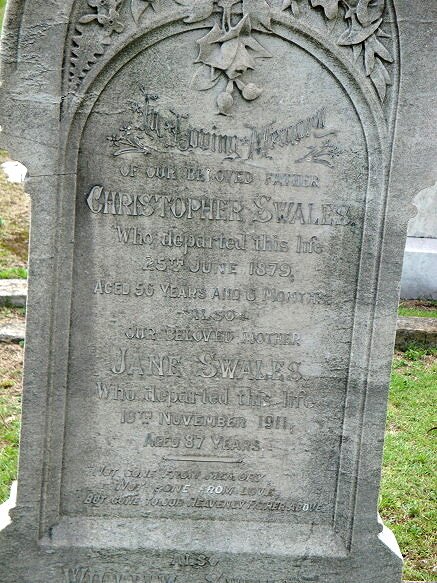 In Loving Memory
OF OUR BELOVED FATHER
CHRISTOPHER SWALES.
Who departed this life
25TH JUNE 1879,
AGED 56 YEARS AND 6 MONTHS.
ALSO
OUR BELOVED MOTHER
JANE SWALES
Who departed this life
10TH NOVEMBER 1911,
AGED 87 YEARS.
NOT GONE FROM MEMORY
NOT GONE FROM LOVE
BUT GONE TO OUR HEAVENLY FATHER ABOVE
ALSO